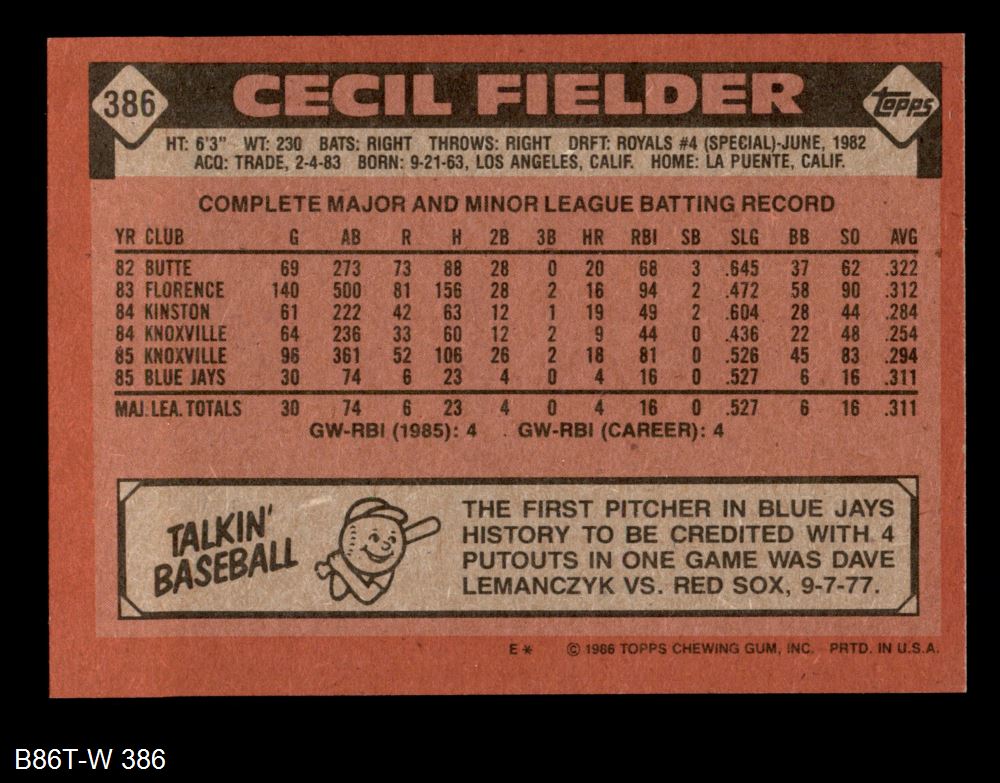 386 CECIL FIELDER topps
HT: 6'3" WT: 230 BATS: RIGHT THROWS: RIGHT DRFT: ROYALS #4 (SPECIAL)-JUNE, 1982
ACQ: TRADE, 2-4-83 BORN: 9-21-63, LOS ANGELES, CALIF. HOME: LA PUENTE, CALIF.
COMPLETE MAJOR AND MINOR LEAGUE BATTING RECORD
YR CLUB G AB R H 2B 3B HR RBI SB SLG BB SO AVG
82 BUTTE 69 273 73 88 28 0 20 68 3 .645 37 62 .322
83 FLORENCE 140 500 81 156 28 2 16 94 2 .472 58 90 .312
84 KINSTON 61 222 42 63 12 1 19 49 2 .604 28 44 .284
84 KNOXVILLE 64 236 33 60 12 2 9 44 0 .436 22 48 .254
85 KNOXVILLE 96 361 52 106 26 2 18 81 0 .526 45 83 .294
85 BLUE JAYS 30 74 6 23 4 0 4 16 0 .527 6 16 .311
MAJ. LEA. TOTALS 30 74 6 23 4 0 4 16 0 .527 6 16 .311
GW-RBI (1985): 4 GW-RBI (CAREER): 4
TALKIN'
BASEBALL
THE FIRST PITCHER IN BLUE JAYS
HISTORY TO BE CREDITED WITH 4
PUTOUTS IN ONE GAME WAS DAVE
LEMANCZYK VS. RED SOX, 9-7-77.
E* © 1986 TOPPS CHEWING GUM, INC. PRTD. IN U.S.A.
B86T-W 386